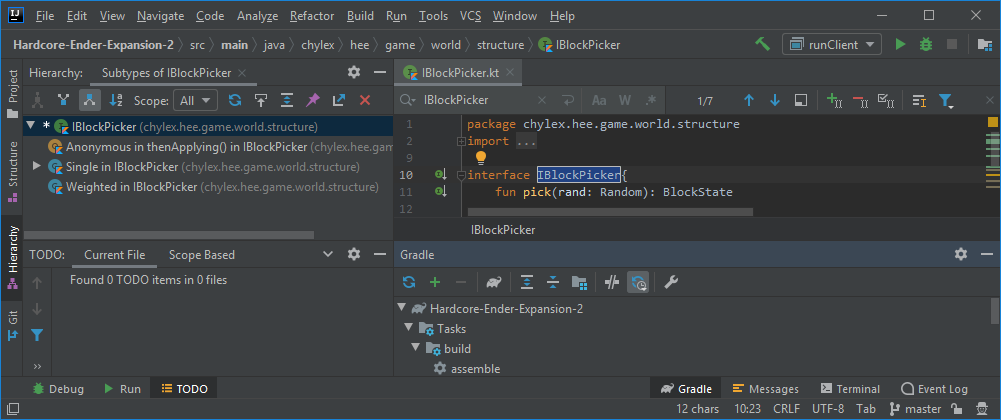 IJ File Edit View Navigate Code Analyze Refactor Build Run Tools VCS Window Help
Hardcore-Ender-Expansion-2 src main java chylex hee game world structure IBlockPicker runClient
Project
Structure
Hierarchy
Git
Hierarchy: Subtypes of IBlockPicker
Scope: All
* IBlockPicker (chylex.hee.game.world.structure)
Anonymous in thenApplying() in IBlockPicker (chylex.hee.game
Single in IBlockPicker (chylex.hee.game.world.structure)
Weighted in IBlockPicker (chylex.hee.game.world.structure)
IBlockPicker.kt
IBlockPicker Aa W .* 1/7
1 package chylex.hee.game.world.structure
2 import ...
9
10 interface IBlockPicker{
11 fun pick(rand: Random): BlockState
12
IBlockPicker
TODO: Current File Scope Based
Found 0 TODO items in 0 files
Gradle
Hardcore-Ender-Expansion-2
Tasks
build
assemble
Debug Run TODO Gradle Messages Terminal Event Log
12 chars 10:23 CRLF UTF-8 Tab master